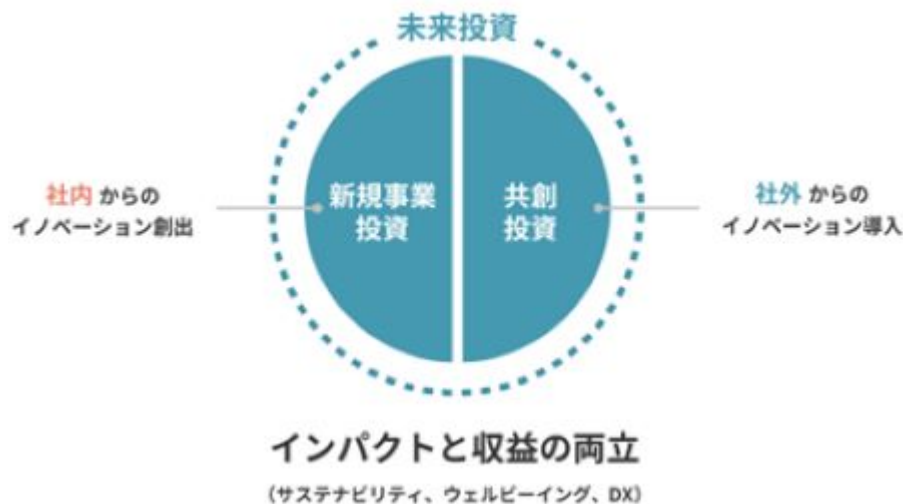 未来投資
社内 からの
イノベーション創出
新規事業
投資
共創
投資
社外 からの
イノベーション導入
インパクトと収益の両立
(サステナビリティ、ウェルビーイング、DX)